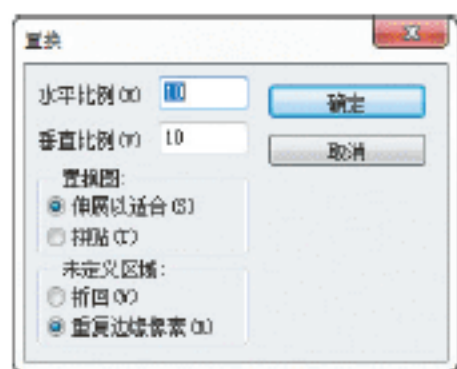 置换
水平比例(X) 10
确定
垂直比例(Y) 10
取消
置换图:
伸展以适合(S)
拼贴(T)
未定义区域:
折回(W)
重复边缘像素(R)